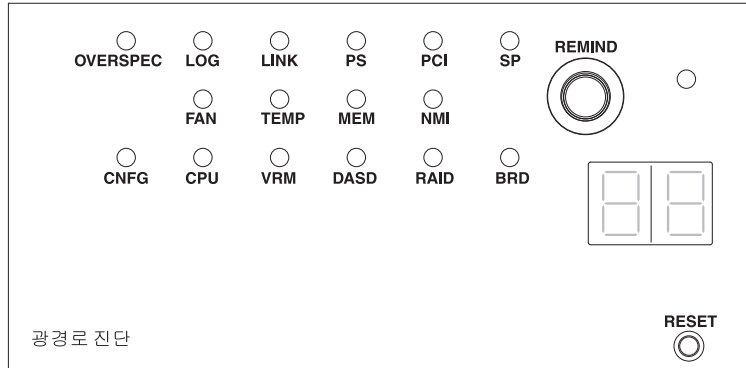 REMIND
OVERSPEC LOG LINK PS PCI SP
FAN TEMP MEM NMI
CNFG CPU VRM DASD RAID BRD
RESET
광경로 진단